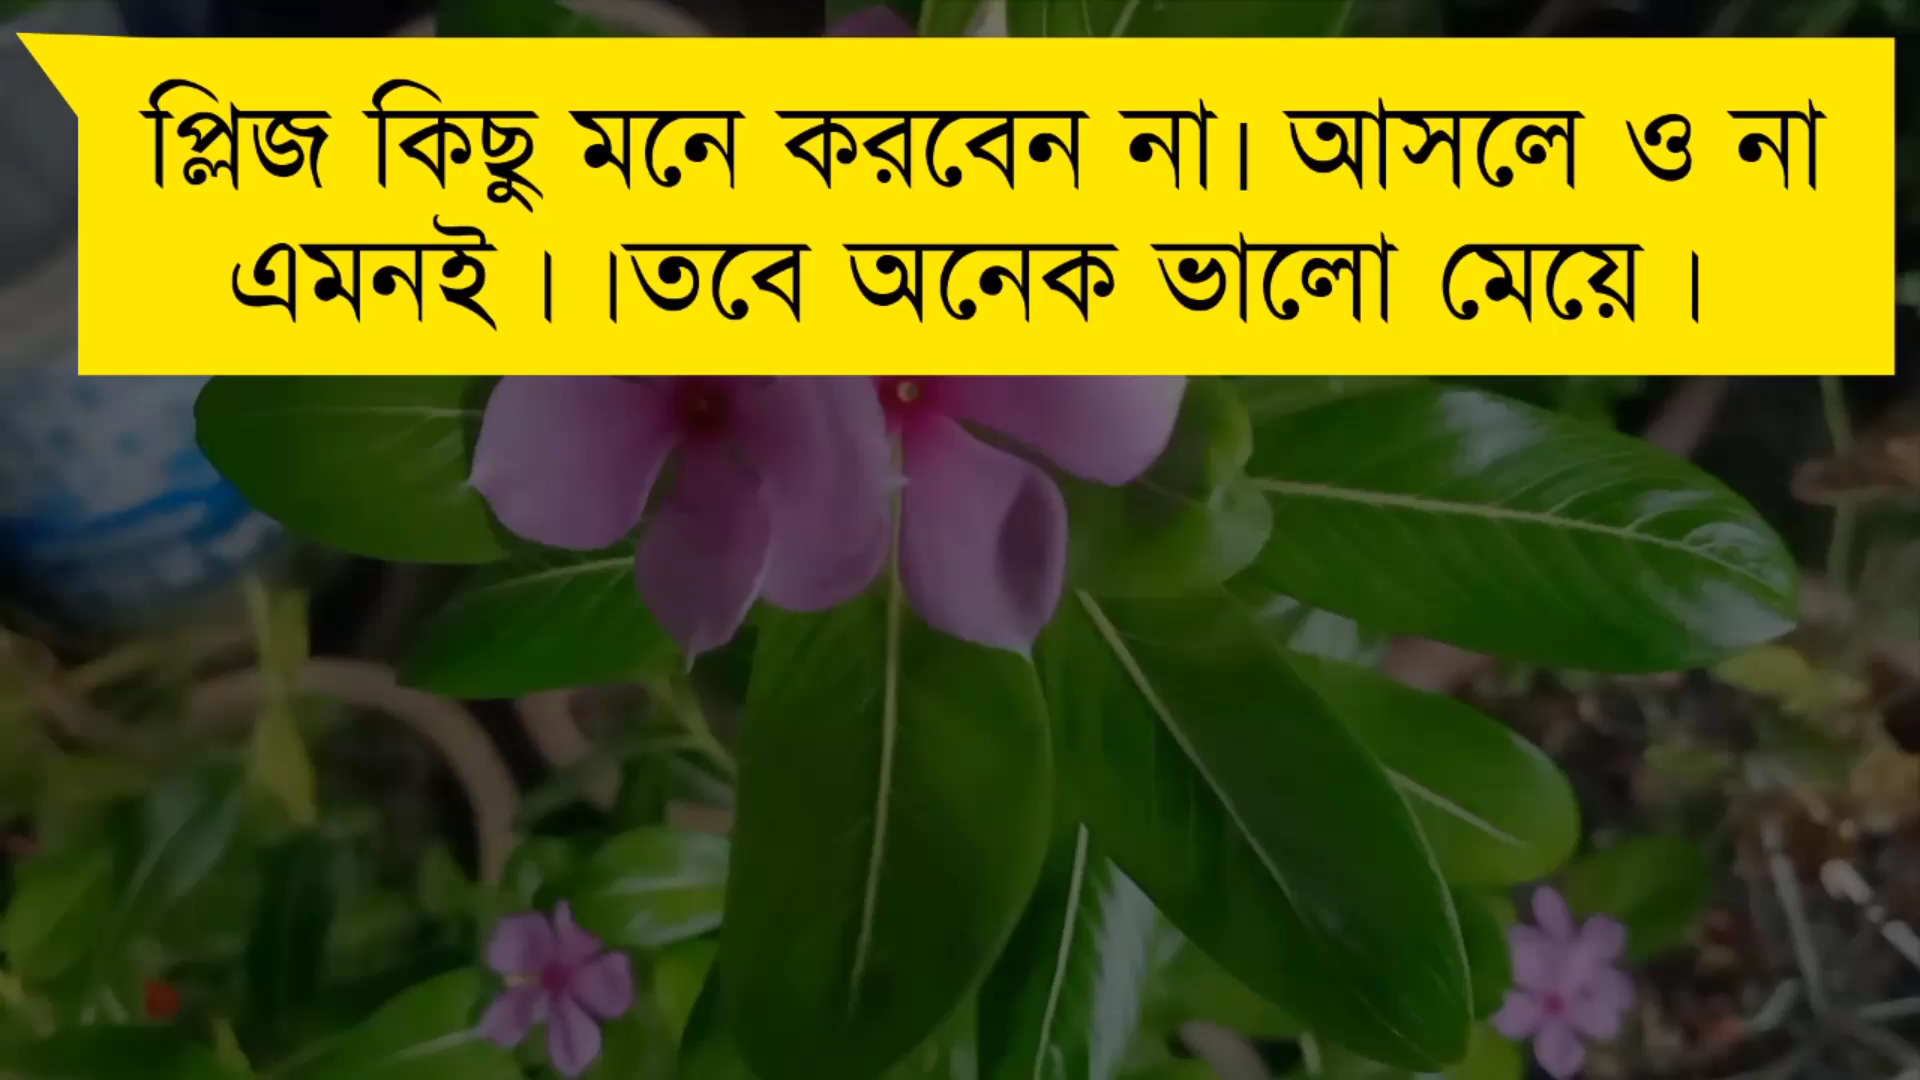 প্লিজ কিছু মনে করবেন না। আসলে ও না
এমনই । ।তবে অনেক ভালো মেয়ে ।